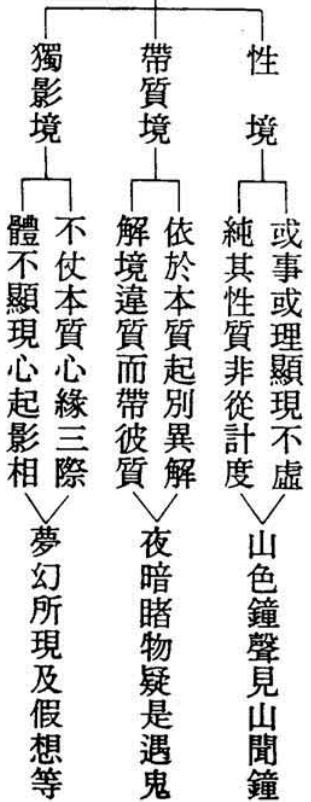 性境
或事或理顯現不虛
純其性質非從計度
山色鐘聲見山聞鐘
帶質境
依於本質起別異解
解境違質而帶彼質
夜暗睹物疑是遇鬼
獨影境
不仗本質心緣三際
體不顯現心起影相
夢幻所現及假想等